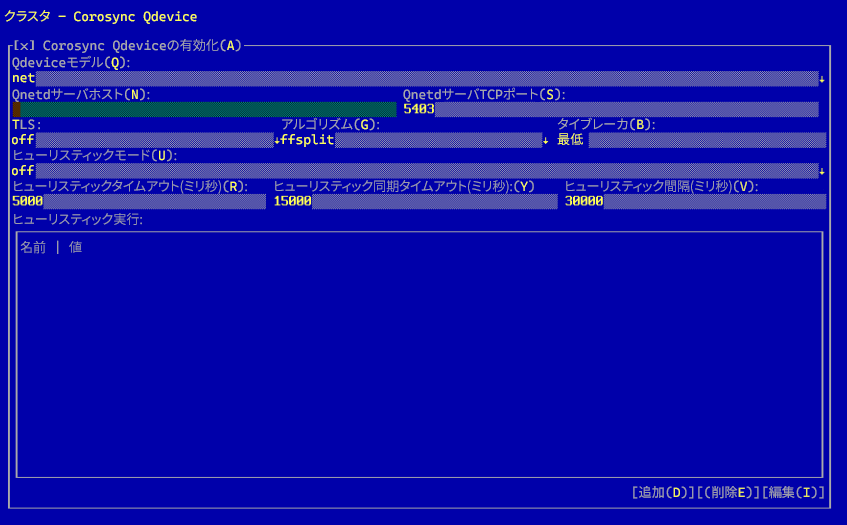 クラスタ - Corosync Qdevice
[x] Corosync Qdeviceの有効化(A)
Qdeviceモデル(Q):
net
Qnetdサーバホスト(N): QnetdサーバTCPポート(S):
5403
TLS: アルゴリズム(G): タイブレーカ(B):
off ffsplit 最低
ヒューリスティックモード(U):
off
ヒューリスティックタイムアウト(ミリ秒)(R): ヒューリスティック同期タイムアウト(ミリ秒):(Y) ヒューリスティック間隔(ミリ秒)(V):
5000 15000 30000
ヒューリスティック実行:
名前 | 値
[追加(D)][(削除E)][編集(I)]